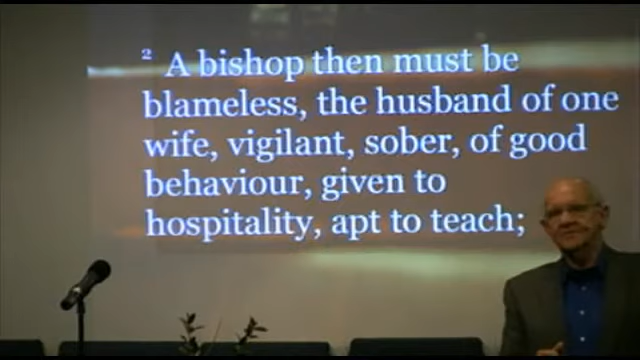 2 A bishop then must be
blameless, the husband of one
wife, vigilant, sober, of good
behaviour, given to
hospitality, apt to teach;